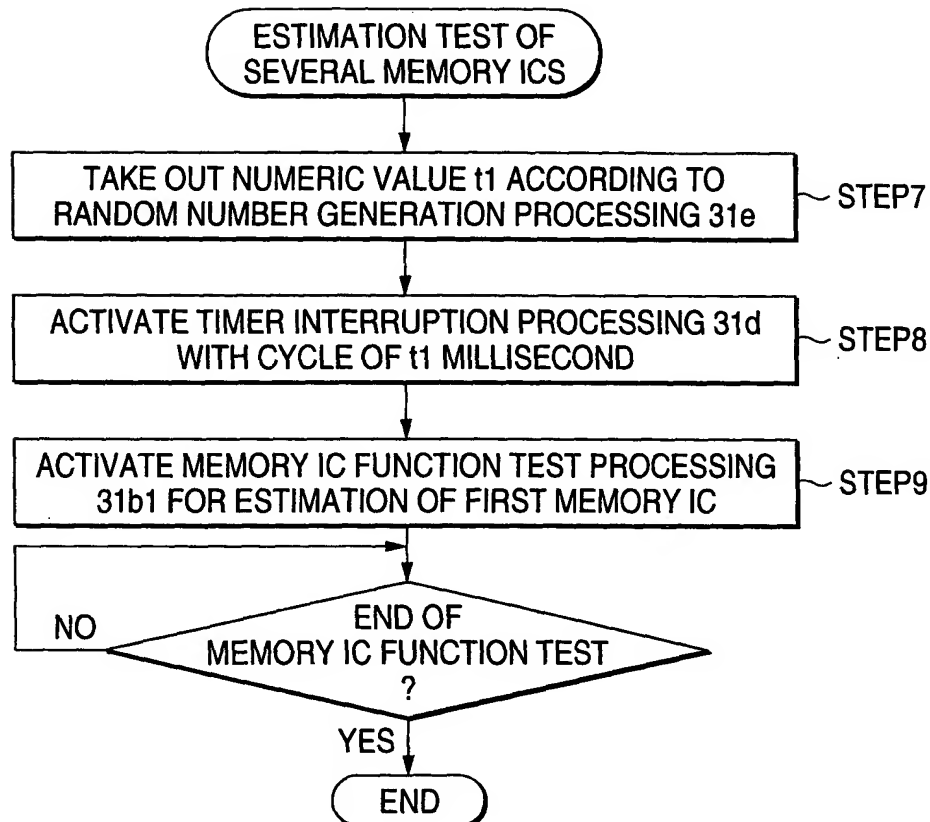 ESTIMATION TEST OF
SEVERAL MEMORY ICS
TAKE OUT NUMERIC VALUE t1 ACCORDING TO
RANDOM NUMBER GENERATION PROCESSING 31e
STEP7
ACTIVATE TIMER INTERRUPTION PROCESSING 31d
WITH CYCLE OF t1 MILLISECOND
STEP8
ACTIVATE MEMORY IC FUNCTION TEST PROCESSING
31b1 FOR ESTIMATION OF FIRST MEMORY IC
STEP9
END OF
MEMORY IC FUNCTION TEST
?
NO
YES
END